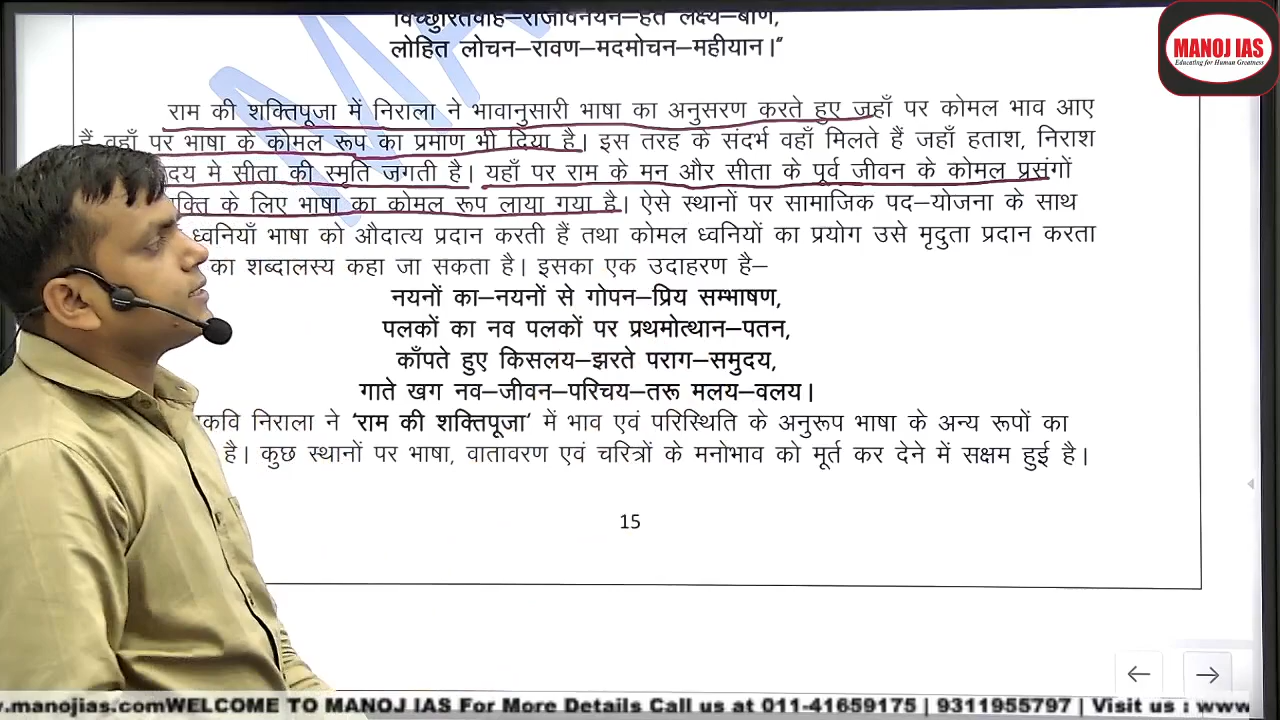 विच्छुरितवह्नि–राजीवनयन–हत लक्ष्य–बाण,
लोहित लोचन–रावण–मदमोचन–महीयान।"
राम की शक्तिपूजा में निराला ने भावानुसारी भाषा का अनुसरण करते हुए जहाँ पर कोमल भाव आए
हैं वहाँ पर भाषा के कोमल रूप का प्रमाण भी दिया है। इस तरह के संदर्भ वहाँ मिलते हैं जहाँ हताश, निराश
दय मे सीता की स्मृति जगती है। यहाँ पर राम के मन और सीता के पूर्व जीवन के कोमल प्रसंगों
क्ति के लिए भाषा का कोमल रूप लाया गया है। ऐसे स्थानों पर सामाजिक पद–योजना के साथ
ध्वनियाँ भाषा को औदात्य प्रदान करती हैं तथा कोमल ध्वनियों का प्रयोग उसे मृदुता प्रदान करता
का शब्दालस्य कहा जा सकता है। इसका एक उदाहरण है–
नयनों का–नयनों से गोपन–प्रिय सम्भाषण,
पलकों का नव पलकों पर प्रथमोत्थान–पतन,
काँपते हुए किसलय–झरते पराग–समुदय,
गाते खग नव–जीवन–परिचय–तरू मलय–वलय।
कवि निराला ने 'राम की शक्तिपूजा' में भाव एवं परिस्थिति के अनुरूप भाषा के अन्य रूपों का
है। कुछ स्थानों पर भाषा, वातावरण एवं चरित्रों के मनोभाव को मूर्त कर देने में सक्षम हुई है।
15
MANOJ IAS
Educating for Human Greatness
.manojias.comWELCOME TO MANOJ IAS For More Details Call us at 011-41659175 | 9311955797 | Visit us : www